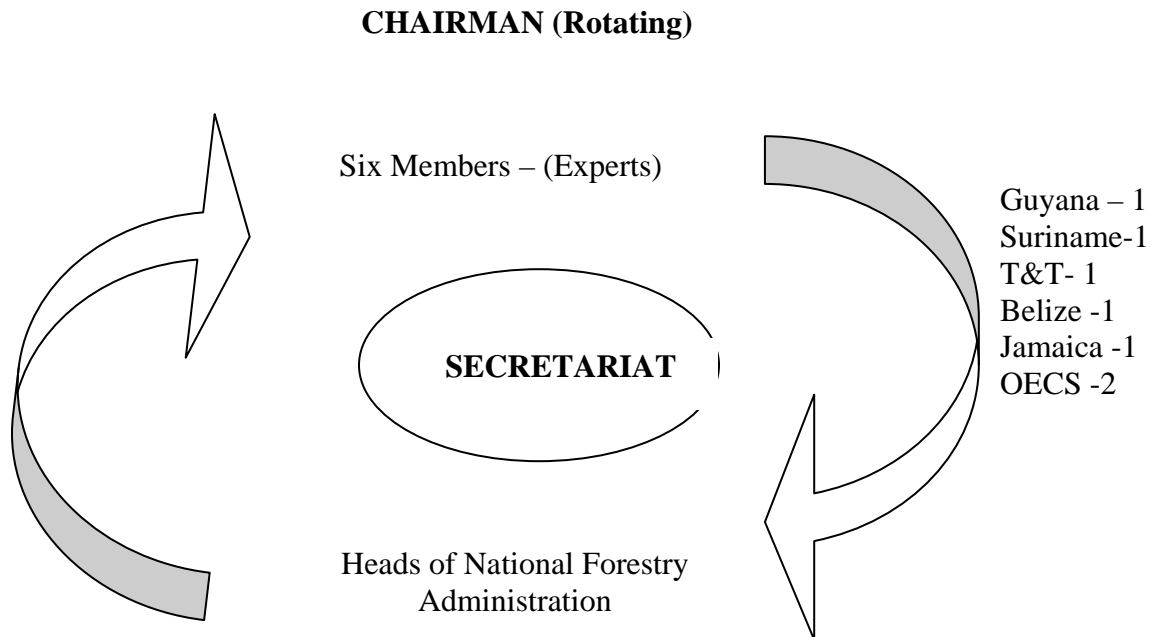 CHAIRMAN (Rotating)
Six Members – (Experts)
Guyana – 1
Suriname-1
T&T- 1
Belize -1
Jamaica -1
OECS -2
SECRETARIAT
Heads of National Forestry
Administration